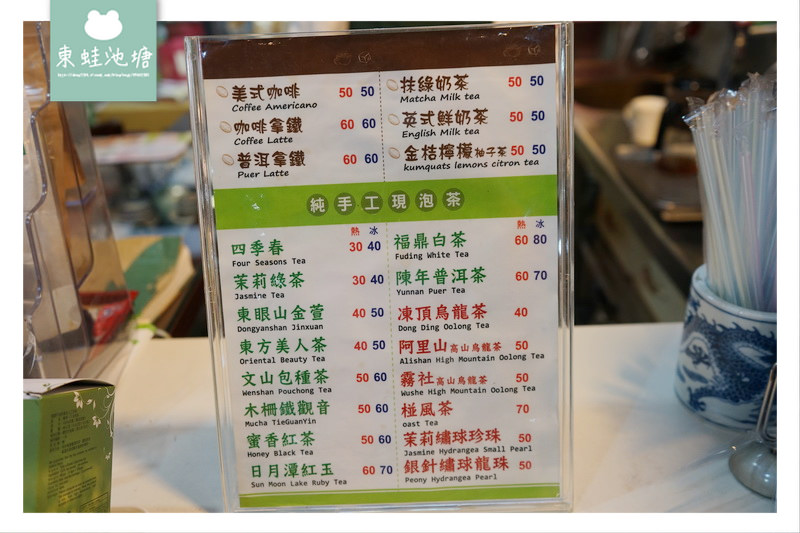 東蛙池塘
美式咖啡 50 50
Coffee Americano
咖啡拿鐵 60 60
Coffee Latte
普洱拿鐵 60 60
Puer Latte
抹綠奶茶 50 50
Matcha Milk tea
英式鮮奶茶 50 50
English Milk tea
金桔檸檬柚子茶 50 50
kumquats lemons citron tea
純手工現泡茶
熱 冰
四季春 30 40
Four Seasons Tea
茉莉綠茶 30 40
Jasmine Tea
東眼山金萱 40 50
Dongyanshan Jinxuan
東方美人茶 40 50
Oriental Beauty Tea
文山包種茶 50 60
Wenshan Pouchong Tea
木柵鐵觀音 50 60
Mucha TieGuanYin
蜜香紅茶 50 60
Honey Black Tea
日月潭紅玉 60 70
Sun Moon Lake Ruby Tea
熱 冰
福鼎白茶 60 80
Fuding White Tea
陳年普洱茶 60 70
Yunnan Puer Tea
凍頂烏龍茶 40
Dong Ding Oolong Tea
阿里山高山烏龍茶 50
Alishan High Mountain Oolong Tea
霧社高山烏龍茶 50
Wushe High Mountain Oolong Tea
椪風茶 70
oast Tea
茉莉繡球珍珠 50
Jasmine Hydrangea Small Pearl
銀針繡球龍珠 50
Peony Hydrangea Pearl